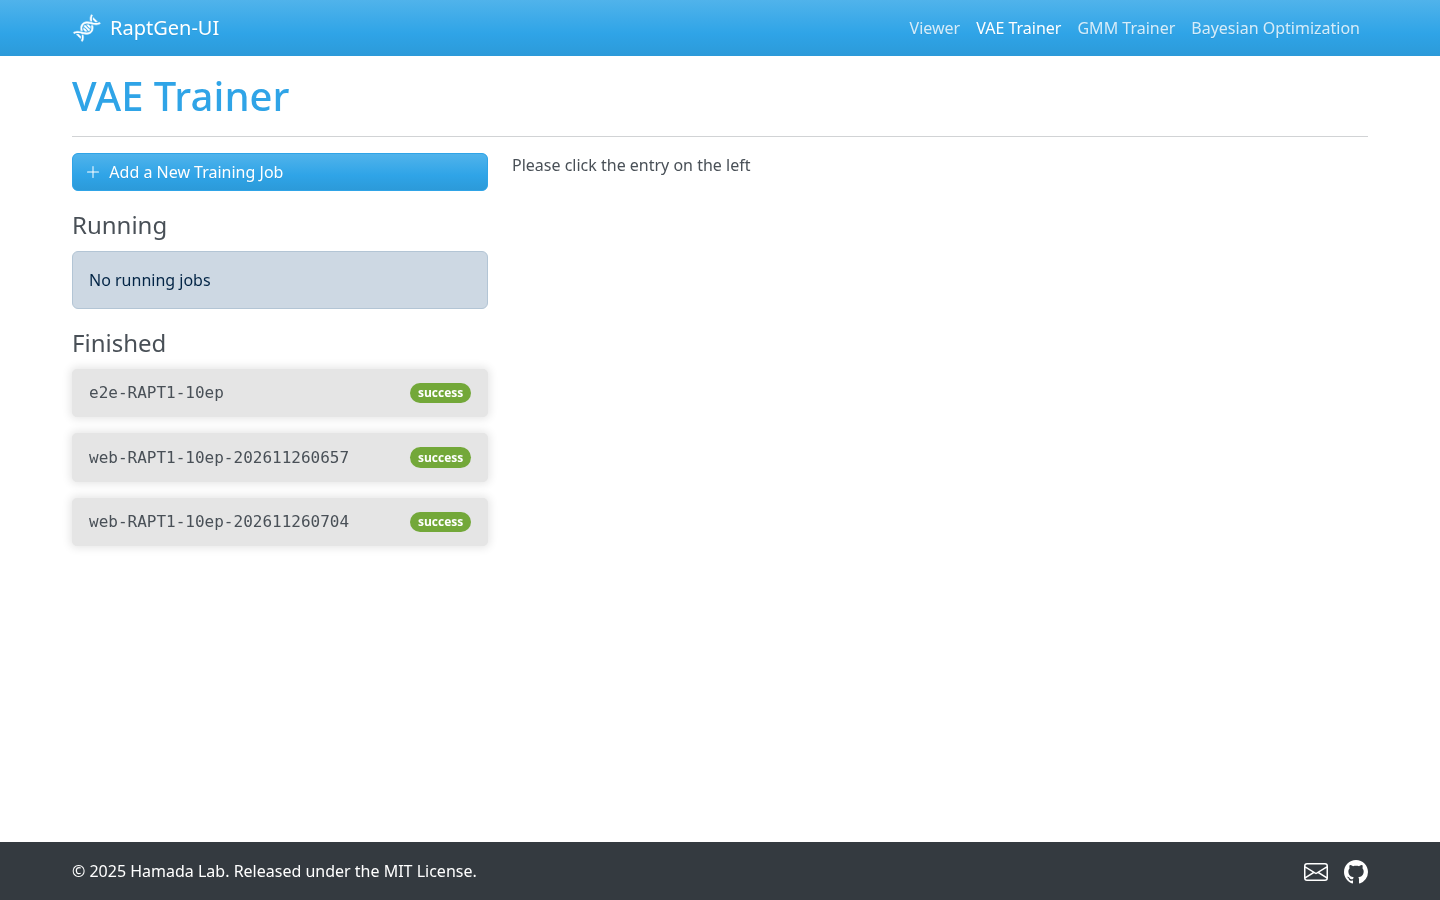 RaptGen-UI
Viewer
VAE Trainer
GMM Trainer
Bayesian Optimization
VAE Trainer
Add a New Training Job
Please click the entry on the left
Running
No running jobs
Finished
e2e-RAPT1-10ep
success
web-RAPT1-10ep-202611260657
success
web-RAPT1-10ep-202611260704
success
© 2025 Hamada Lab. Released under the MIT License.